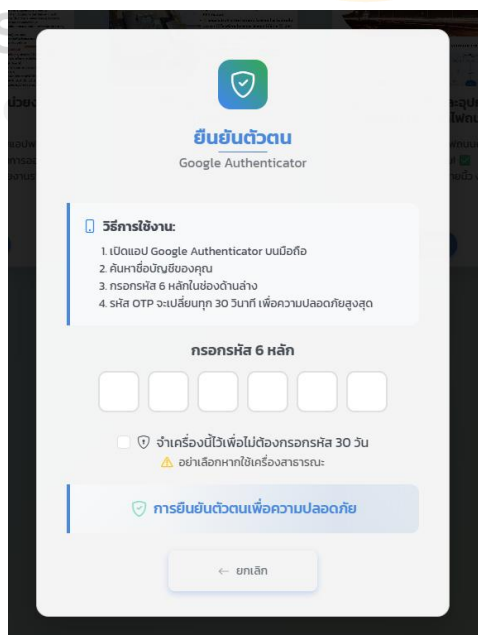 ยืนยันตัวตน
Google Authenticator
วิธีการใช้งาน:
1. เปิดแอป Google Authenticator บนมือถือ
2. ค้นหาชื่อบัญชีของคุณ
3. กรอกรหัส 6 หลักในช่องด้านล่าง
4. รหัส OTP จะเปลี่ยนทุก 30 วินาที เพื่อความปลอดภัยสูงสุด
กรอกรหัส 6 หลัก
จำเครื่องนี้ไว้เพื่อไม่ต้องกรอกรหัส 30 วัน
อย่าเลือกหากใช้เครื่องสาธารณะ
การยืนยันตัวตนเพื่อความปลอดภัย
← ยกเลิก